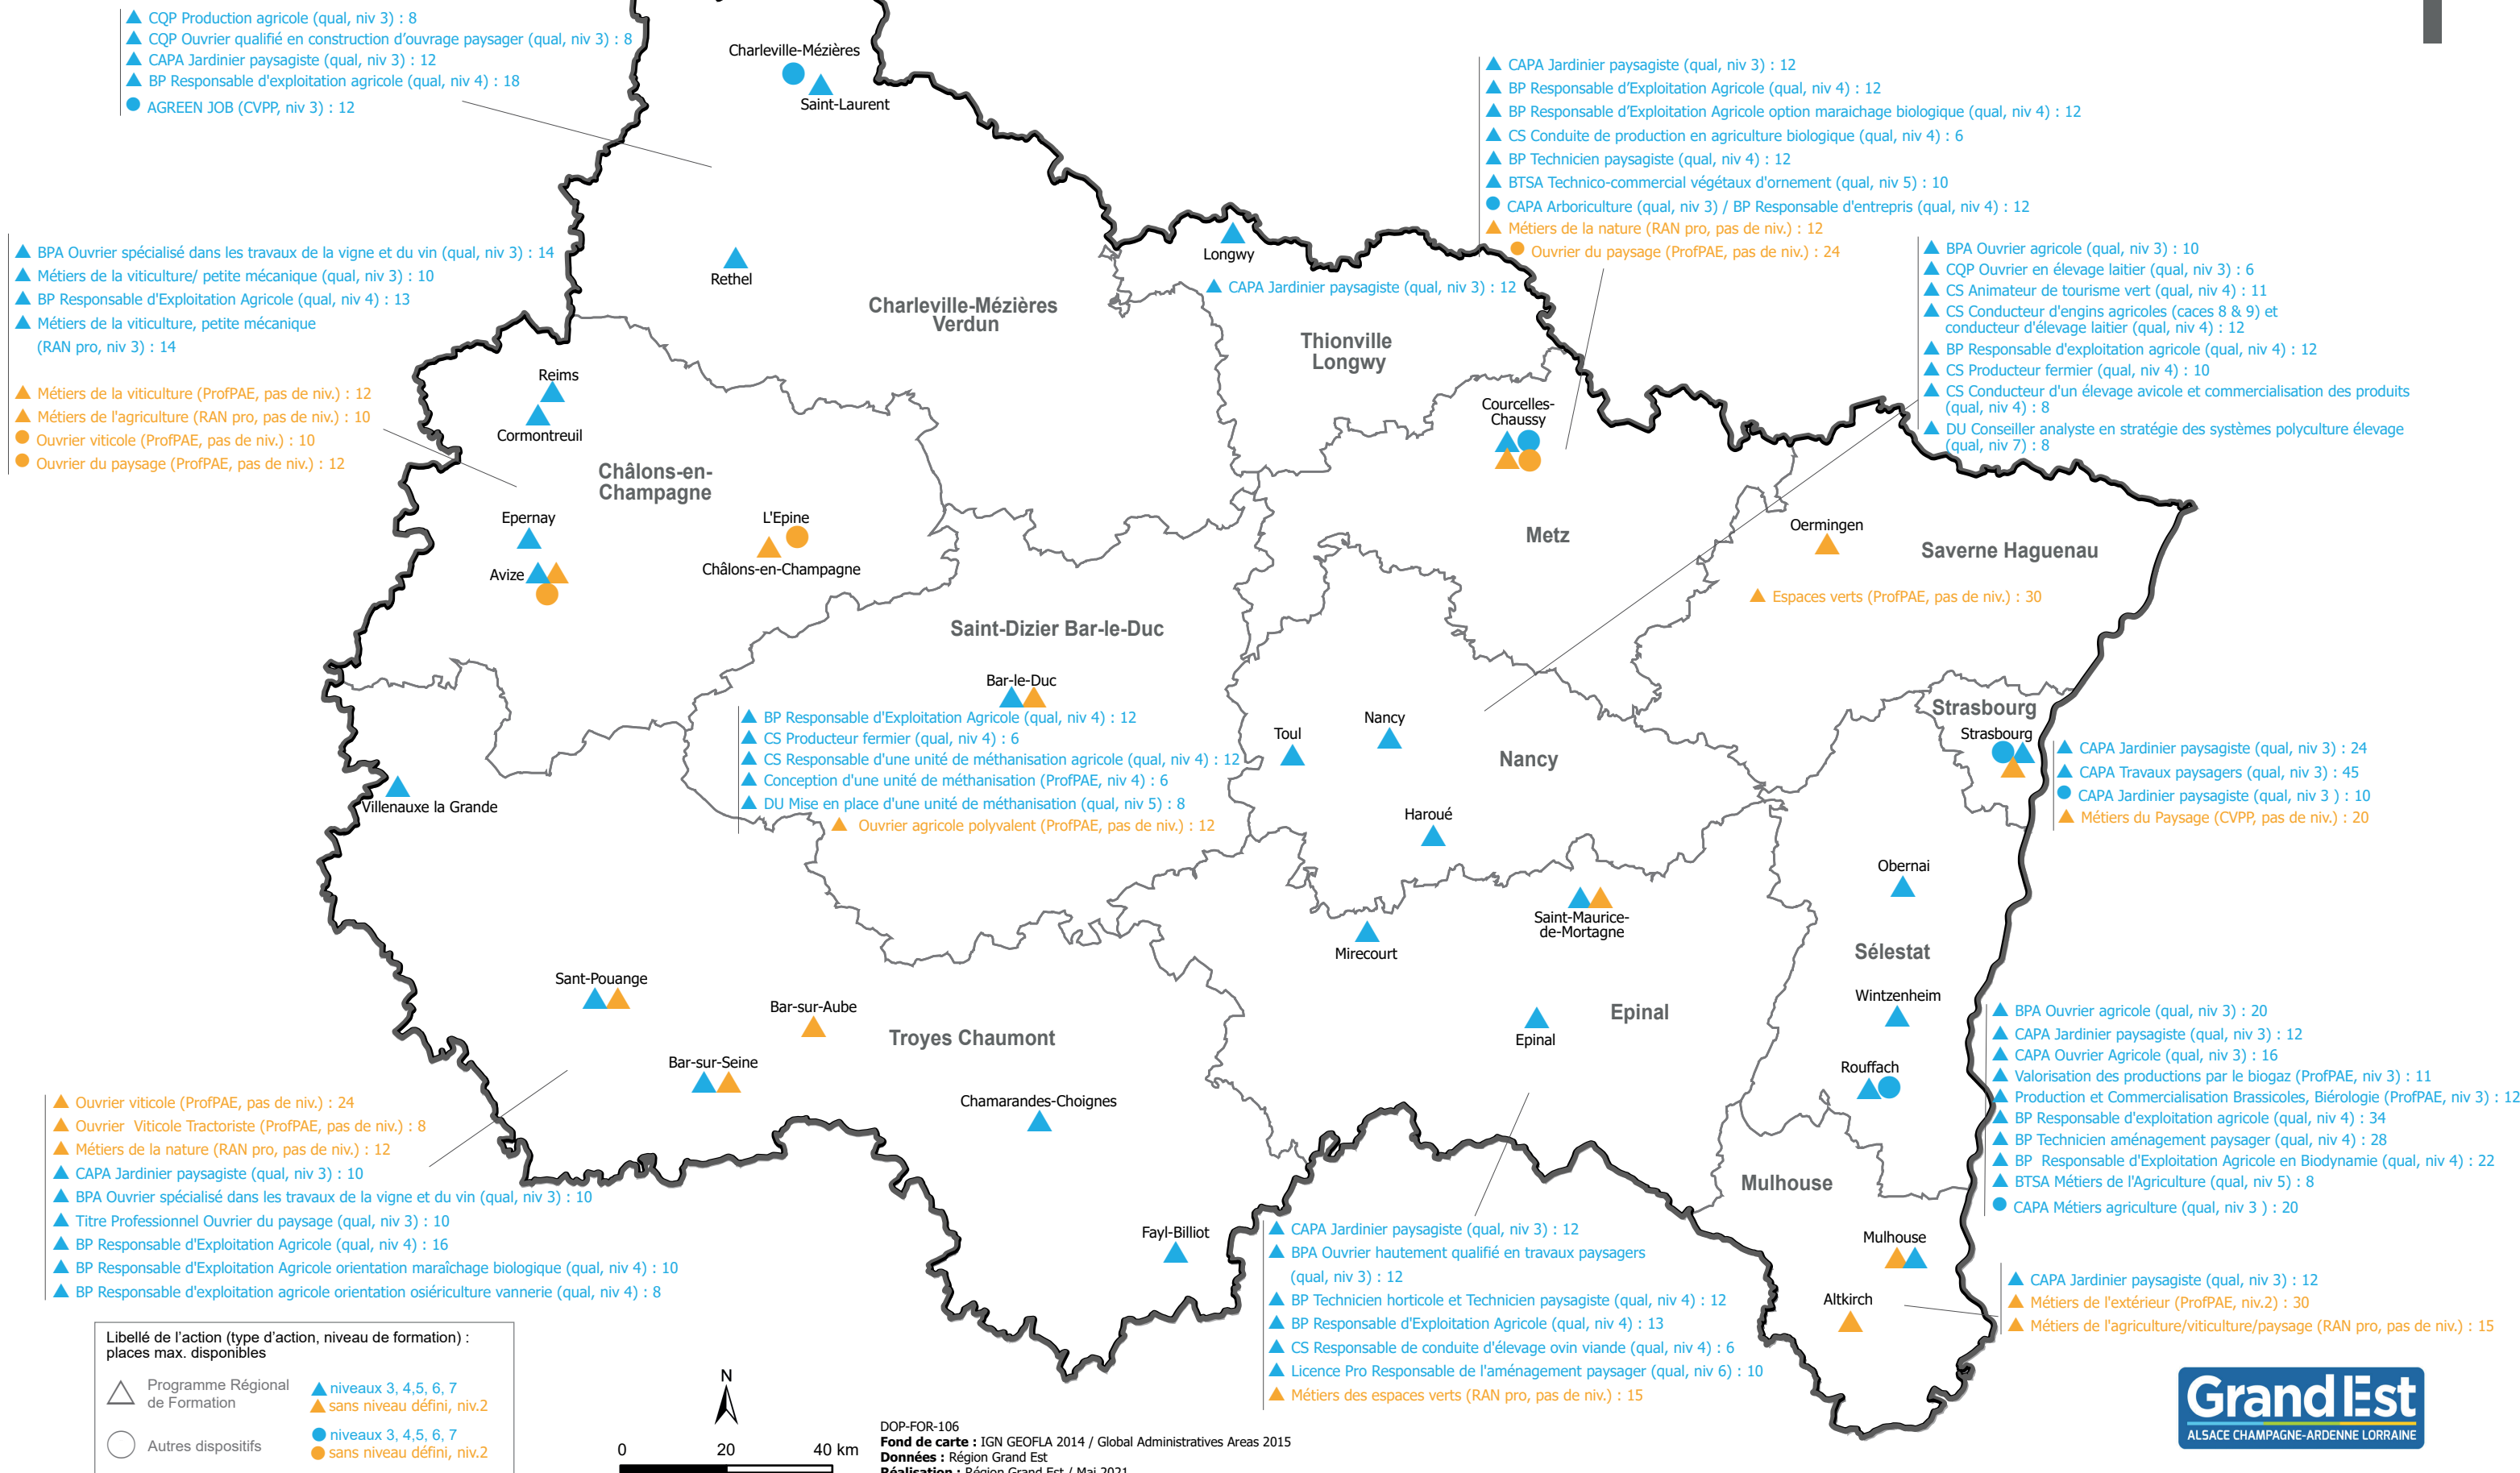 CQP Production agricole (qual, niv 3) : 8
CQP Ouvrier qualifié en construction d'ouvrage paysager (qual, niv 3) : 8
CAPA Jardinier paysagiste (qual, niv 3) : 12
BP Responsable d'exploitation agricole (qual, niv 4) : 18
AGREEN JOB (CVPP, niv 3) : 12
Charleville-Mézières
Saint-Laurent
CAPA Jardinier paysagiste (qual, niv 3) : 12
BP Responsable d'Exploitation Agricole (qual, niv 4) : 12
BP Responsable d'Exploitation Agricole option maraichage biologique (qual, niv 4) : 12
CS Conduite de production en agriculture biologique (qual, niv 4) : 6
BP Technicien paysagiste (qual, niv 4) : 12
BTSA Technico-commercial végétaux d'ornement (qual, niv 5) : 10
CAPA Arboriculture (qual, niv 3) / BP Responsable d'entrepris (qual, niv 4) : 12
Métiers de la nature (RAN pro, pas de niv.) : 12
Ouvrier du paysage (ProfPAE, pas de niv.) : 24
BPA Ouvrier spécialisé dans les travaux de la vigne et du vin (qual, niv 3) : 14
Métiers de la viticulture/ petite mécanique (qual, niv 3) : 10
BP Responsable d'Exploitation Agricole (qual, niv 4) : 13
Métiers de la viticulture, petite mécanique
(RAN pro, niv 3) : 14
Métiers de la viticulture (ProfPAE, pas de niv.) : 12
Métiers de l'agriculture (RAN pro, pas de niv.) : 10
Ouvrier viticole (ProfPAE, pas de niv.) : 10
Ouvrier du paysage (ProfPAE, pas de niv.) : 12
Rethel
Charleville-Mézières
Verdun
Longwy
CAPA Jardinier paysagiste (qual, niv 3) : 12
Thionville
Longwy
BPA Ouvrier agricole (qual, niv 3) : 10
CQP Ouvrier en élevage laitier (qual, niv 3) : 6
CS Animateur de tourisme vert (qual, niv 4) : 11
CS Conducteur d'engins agricoles (caces 8 & 9) et
conducteur d'élevage laitier (qual, niv 4) : 12
BP Responsable d'exploitation agricole (qual, niv 4) : 12
CS Producteur fermier (qual, niv 4) : 10
CS Conducteur d'un élevage avicole et commercialisation des produits
(qual, niv 4) : 8
DU Conseiller analyste en stratégie des systèmes polyculture élevage
(qual, niv 7) : 8
Reims
Cormontreuil
Châlons-en-
Champagne
Courcelles-
Chaussy
Epernay
L'Epine
Avize
Châlons-en-Champagne
Metz
Oermingen
Saverne Haguenau
Espaces verts (ProfPAE, pas de niv.) : 30
Saint-Dizier Bar-le-Duc
Bar-le-Duc
BP Responsable d'Exploitation Agricole (qual, niv 4) : 12
CS Producteur fermier (qual, niv 4) : 6
CS Responsable d'une unité de méthanisation agricole (qual, niv 4) : 12
Conception d'une unité de méthanisation (ProfPAE, niv 4) : 6
DU Mise en place d'une unité de méthanisation (qual, niv 5) : 8
Ouvrier agricole polyvalent (ProfPAE, pas de niv.) : 12
Toul
Nancy
Nancy
Haroué
Strasbourg
Strasbourg
CAPA Jardinier paysagiste (qual, niv 3) : 24
CAPA Travaux paysagers (qual, niv 3) : 45
CAPA Jardinier paysagiste (qual, niv 3 ) : 10
Métiers du Paysage (CVPP, pas de niv.) : 20
Villenauxe la Grande
Obernai
Saint-Maurice-
de-Mortagne
Mirecourt
Sélestat
Sant-Pouange
Bar-sur-Aube
Troyes Chaumont
Bar-sur-Seine
Chamarandes-Choignes
Epinal
Epinal
Wintzenheim
Rouffach
BPA Ouvrier agricole (qual, niv 3) : 20
CAPA Jardinier paysagiste (qual, niv 3) : 12
CAPA Ouvrier Agricole (qual, niv 3) : 16
Valorisation des productions par le biogaz (ProfPAE, niv 3) : 11
Production et Commercialisation Brassicoles, Biérologie (ProfPAE, niv 3) : 12
BP Responsable d'exploitation agricole (qual, niv 4) : 34
BP Technicien aménagement paysager (qual, niv 4) : 28
BP Responsable d'Exploitation Agricole en Biodynamie (qual, niv 4) : 22
BTSA Métiers de l'Agriculture (qual, niv 5) : 8
CAPA Métiers agriculture (qual, niv 3 ) : 20
Ouvrier viticole (ProfPAE, pas de niv.) : 24
Ouvrier Viticole Tractoriste (ProfPAE, pas de niv.) : 8
Métiers de la nature (RAN pro, pas de niv.) : 12
CAPA Jardinier paysagiste (qual, niv 3) : 10
BPA Ouvrier spécialisé dans les travaux de la vigne et du vin (qual, niv 3) : 10
Titre Professionnel Ouvrier du paysage (qual, niv 3) : 10
BP Responsable d'Exploitation Agricole (qual, niv 4) : 16
BP Responsable d'Exploitation Agricole orientation maraîchage biologique (qual, niv 4) : 10
BP Responsable d'exploitation agricole orientation osiériculture vannerie (qual, niv 4) : 8
Fayl-Billiot
CAPA Jardinier paysagiste (qual, niv 3) : 12
BPA Ouvrier hautement qualifié en travaux paysagers
(qual, niv 3) : 12
BP Technicien horticole et Technicien paysagiste (qual, niv 4) : 12
BP Responsable d'Exploitation Agricole (qual, niv 4) : 13
CS Responsable de conduite d'élevage ovin viande (qual, niv 4) : 6
Licence Pro Responsable de l'aménagement paysager (qual, niv 6) : 10
Métiers des espaces verts (RAN pro, pas de niv.) : 15
Mulhouse
Mulhouse
Altkirch
CAPA Jardinier paysagiste (qual, niv 3) : 12
Métiers de l'extérieur (ProfPAE, niv.2) : 30
Métiers de l'agriculture/viticulture/paysage (RAN pro, pas de niv.) : 15
Libellé de l'action (type d'action, niveau de formation) :
places max. disponibles
Programme Régional
de Formation
niveaux 3, 4,5, 6, 7
sans niveau défini, niv.2
Autres dispositifs
niveaux 3, 4,5, 6, 7
sans niveau défini, niv.2
N
0 20 40 km
DOP-FOR-106
Fond de carte : IGN GEOFLA 2014 / Global Administratives Areas 2015
Données : Région Grand Est
Réalisation : Région Grand Est / Mai 2021
Grand Est
ALSACE CHAMPAGNE-ARDENNE LORRAINE